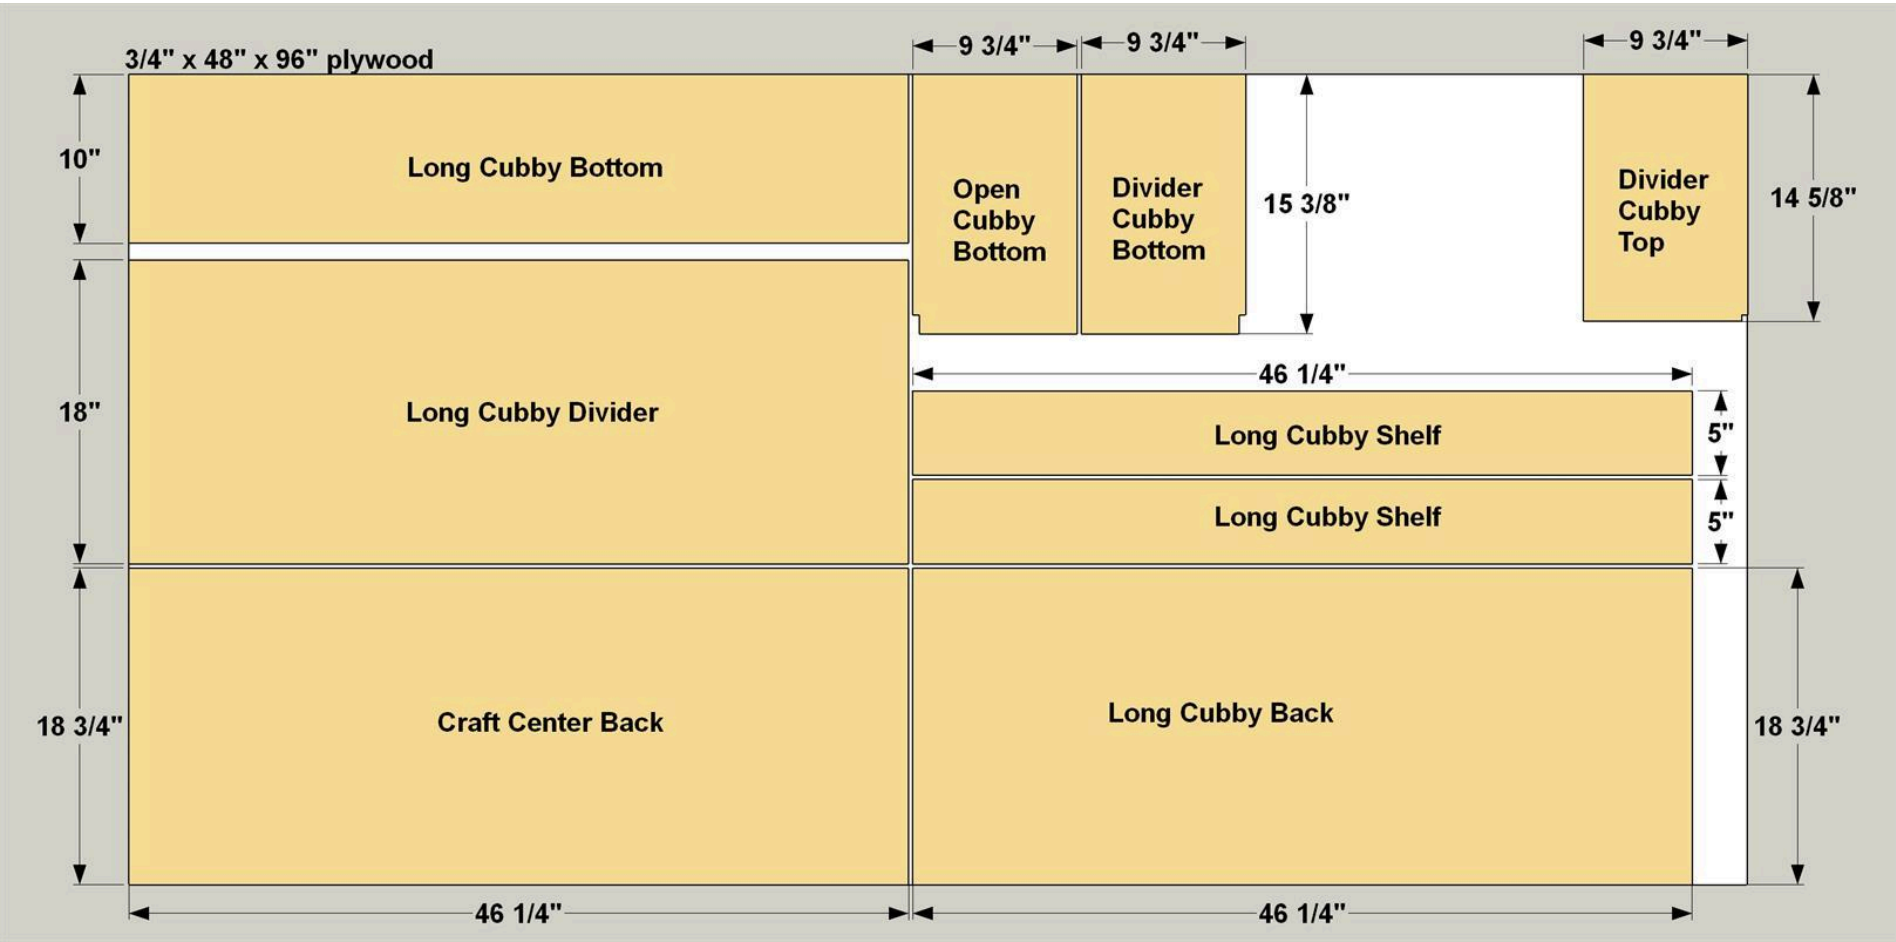 3/4" x 48" x 96" plywood
9 3/4"
9 3/4"
9 3/4"
10"
Long Cubby Bottom
Open
Cubby
Bottom
Divider
Cubby
Bottom
15 3/8"
Divider
Cubby
Top
14 5/8"
46 1/4"
18"
Long Cubby Divider
Long Cubby Shelf
5"
Long Cubby Shelf
5"
18 3/4"
Craft Center Back
Long Cubby Back
18 3/4"
46 1/4"
46 1/4"